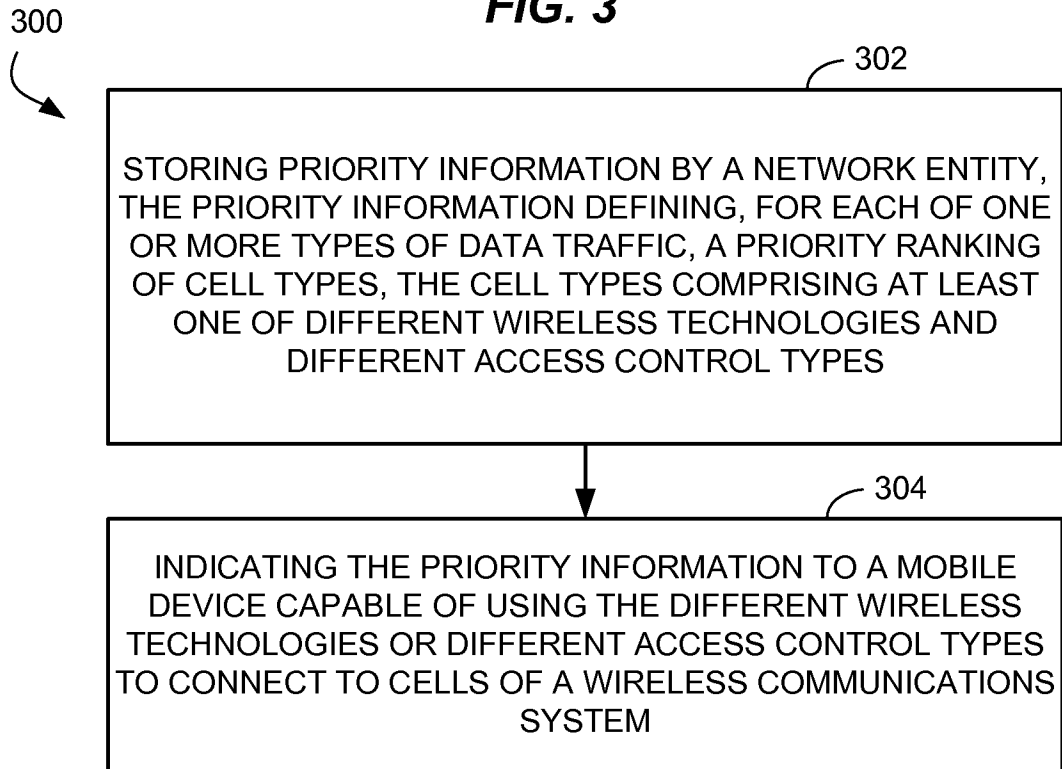 FIG. 3
300
302
STORING PRIORITY INFORMATION BY A NETWORK ENTITY,
THE PRIORITY INFORMATION DEFINING, FOR EACH OF ONE
OR MORE TYPES OF DATA TRAFFIC, A PRIORITY RANKING
OF CELL TYPES, THE CELL TYPES COMPRISING AT LEAST
ONE OF DIFFERENT WIRELESS TECHNOLOGIES AND
DIFFERENT ACCESS CONTROL TYPES
304
INDICATING THE PRIORITY INFORMATION TO A MOBILE
DEVICE CAPABLE OF USING THE DIFFERENT WIRELESS
TECHNOLOGIES OR DIFFERENT ACCESS CONTROL TYPES
TO CONNECT TO CELLS OF A WIRELESS COMMUNICATIONS
SYSTEM